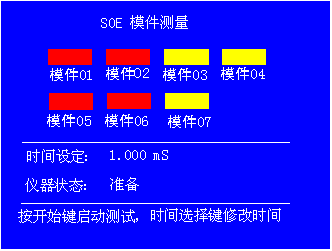 SOE 模件测量
模件01 模件02 模件03 模件04
模件05 模件06 模件07
时间设定: 1.000 mS
仪器状态: 准备
按开始键启动测试, 时间选择键修改时间